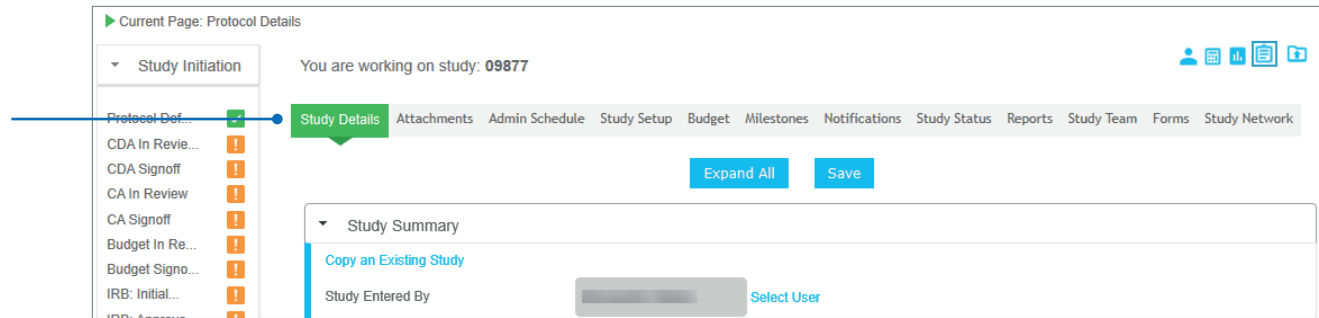 Current Page: Protocol Details
Study Initiation
You are working on study: 09877
Protocol Def...
Study Details Attachments Admin Schedule Study Setup Budget Milestones Notifications Study Status Reports Study Team Forms Study Network
CDA In Revie...
CDA Signoff
CA In Review
CA Signoff
Budget In Re...
Budget Signo...
IRB: Initial...
Expand All Save
Study Summary
Copy an Existing Study
Study Entered By Select User